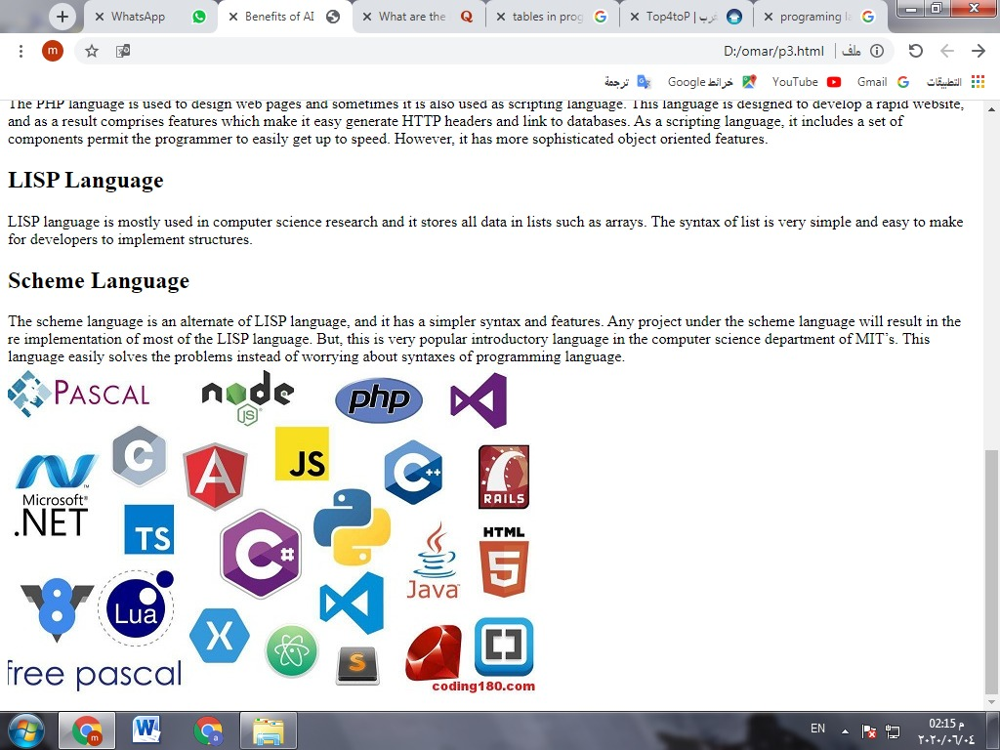 WhatsApp
Benefits of AI
What are the
tables in prog
Top4toP | عرب
programing la
m
D:/omar/p3.html ملف
ترجمة
خرائط Google
YouTube
Gmail
التطبيقات
The PHP language is used to design web pages and sometimes it is also used as scripting language. This language is designed to develop a rapid website,
and as a result comprises features which make it easy generate HTTP headers and link to databases. As a scripting language, it includes a set of
components permit the programmer to easily get up to speed. However, it has more sophisticated object oriented features.
LISP Language
LISP language is mostly used in computer science research and it stores all data in lists such as arrays. The syntax of list is very simple and easy to make
for developers to implement structures.
Scheme Language
The scheme language is an alternate of LISP language, and it has a simpler syntax and features. Any project under the scheme language will result in the
re implementation of most of the LISP language. But, this is very popular introductory language in the computer science department of MIT’s. This
language easily solves the problems instead of worrying about syntaxes of programming language.
PASCAL
node
JS
php
C
A
JS
C++
RAILS
Microsoft®
.NET
TS
C#
Java
HTML
5
8
Lua
X
S
free pascal
coding180.com
EN
02:15 م
٢٠٢٠/٠٦/٠٤